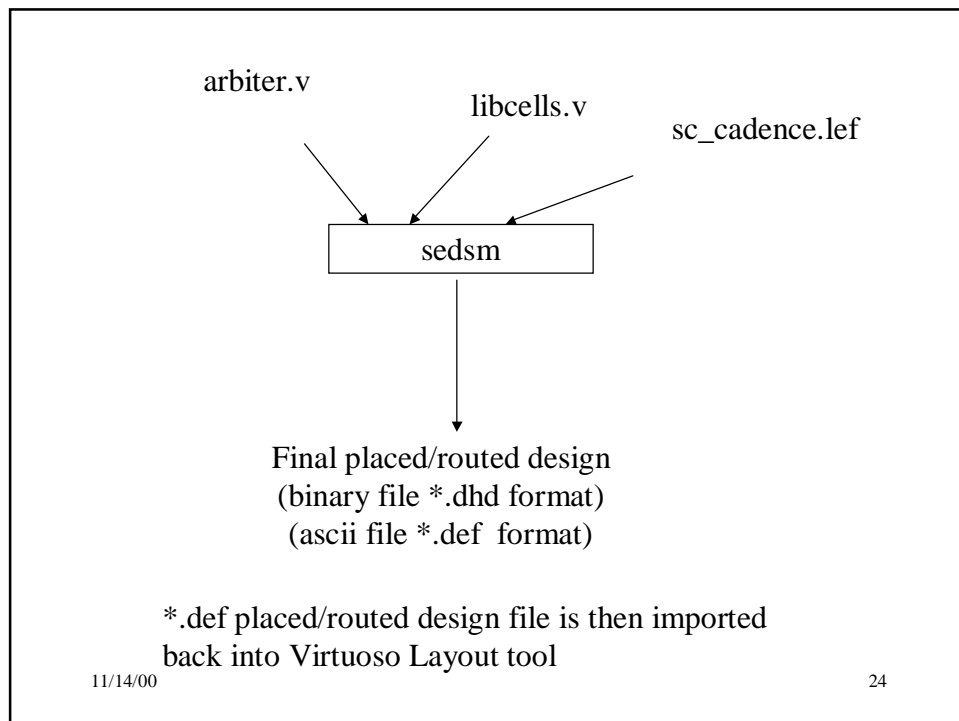 arbiter.v
libcells.v
sc_cadence.lef
sedsm
Final placed/routed design
(binary file *.dhd format)
(ascii file *.def  format)
*.def placed/routed design file is then imported
back into Virtuoso Layout tool
11/14/00
24